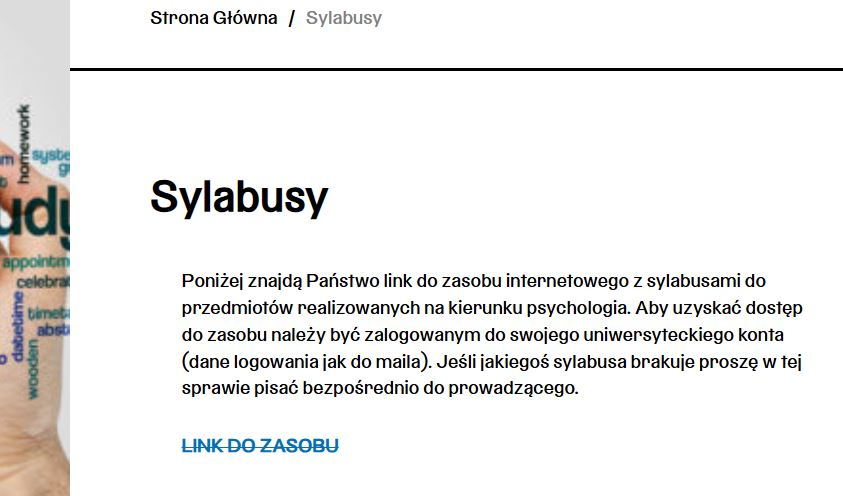 Strona Główna / Sylabusy
homework
system
udy
appointm
celebrat
datetime
timeta
abst
wooden
Sylabusy
Poniżej znajdą Państwo link do zasobu internetowego z sylabusami do
przedmiotów realizowanych na kierunku psychologia. Aby uzyskać dostęp
do zasobu należy być zalogowanym do swojego uniwersyteckiego konta
(dane logowania jak do maila). Jeśli jakiegoś sylabusa brakuje proszę w tej
sprawie pisać bezpośrednio do prowadzącego.
LINK DO ZASOBU